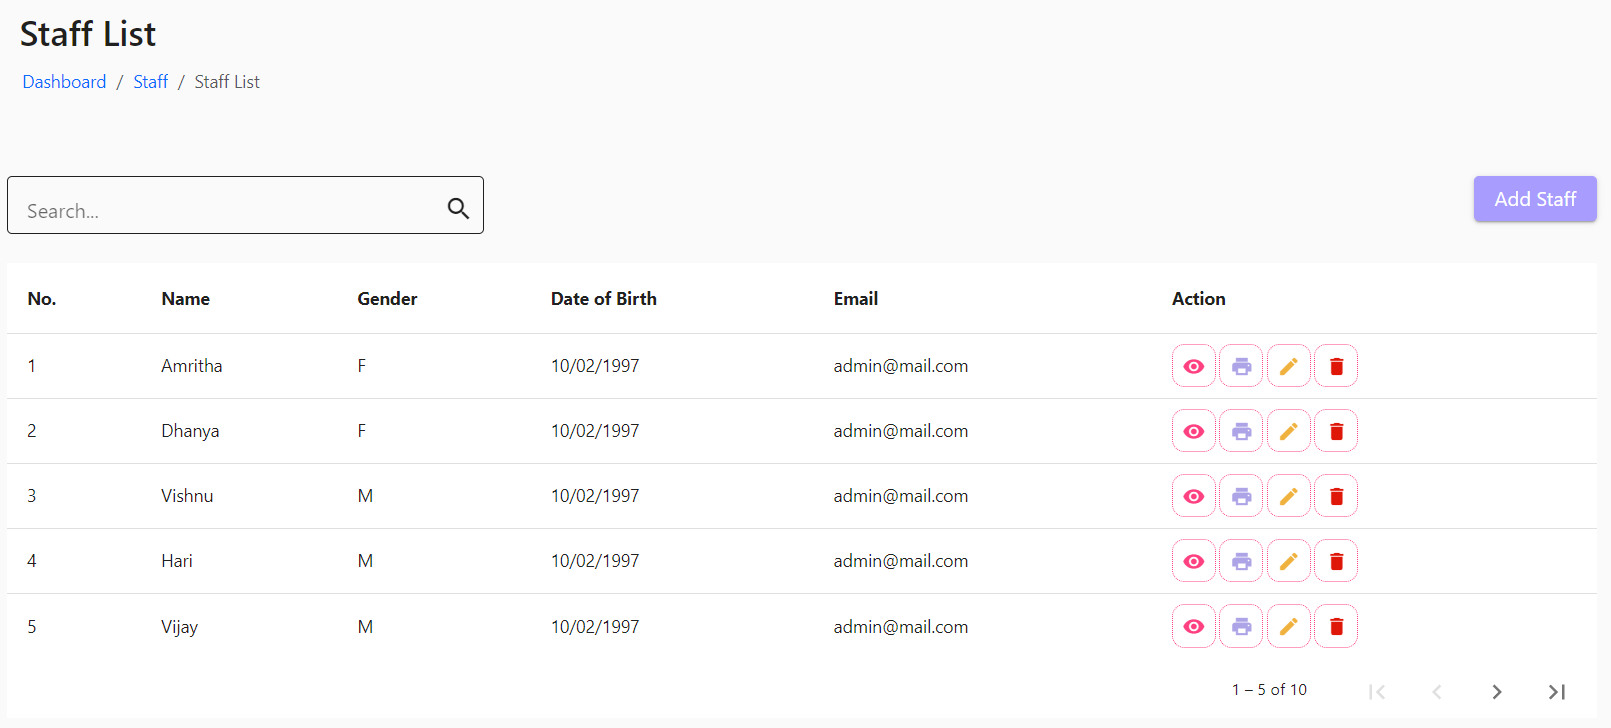 Staff List
Dashboard / Staff / Staff List
Search...
Add Staff
No. Name Gender Date of Birth Email Action
1 Amritha F 10/02/1997 admin@mail.com
2 Dhanya F 10/02/1997 admin@mail.com
3 Vishnu M 10/02/1997 admin@mail.com
4 Hari M 10/02/1997 admin@mail.com
5 Vijay M 10/02/1997 admin@mail.com
1 – 5 of 10